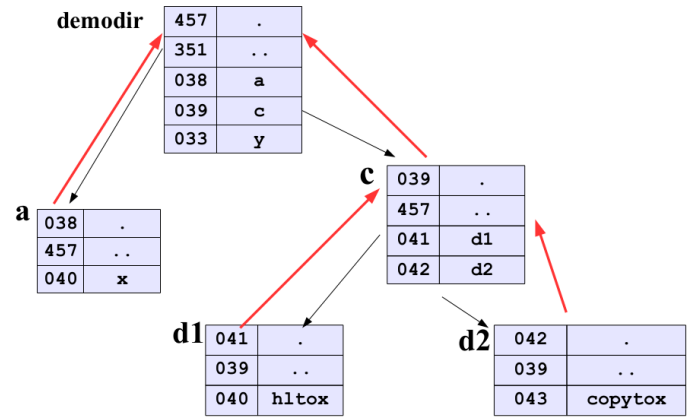 demodir
457 .
351 ..
038 a
039 c
033 y
a
038 .
457 ..
040 x
c
039 .
457 ..
041 d1
042 d2
d1
041 .
039 ..
040 hltox
d2
042 .
039 ..
043 copytox